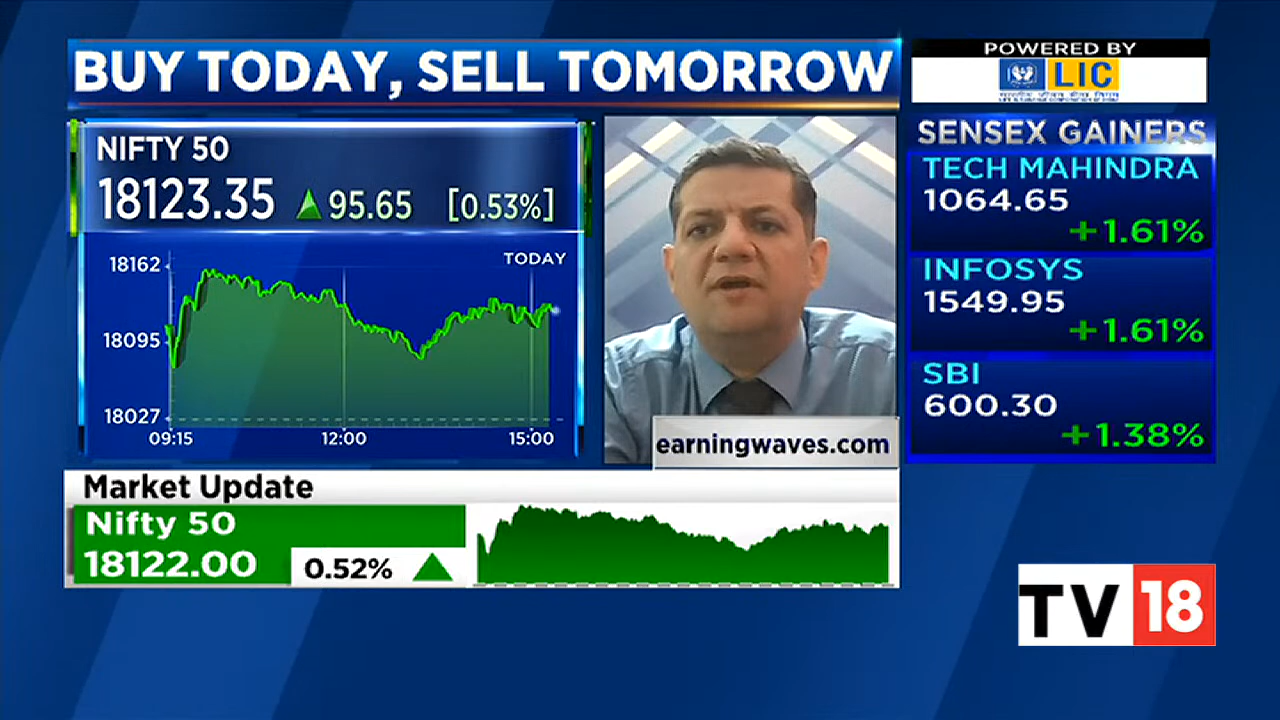 BUY TODAY, SELL TOMORROW
POWERED BY
LIC
NIFTY 50
18123.35 ▲ 95.65 [0.53%]
TODAY
18162
18095
18027
09:15 12:00 15:00
earningwaves.com
SENSEX GAINERS
TECH MAHINDRA
1064.65
+1.61%
INFOSYS
1549.95
+1.61%
SBI
600.30
+1.38%
Market Update
Nifty 50
18122.00 0.52% ▲
TV 18